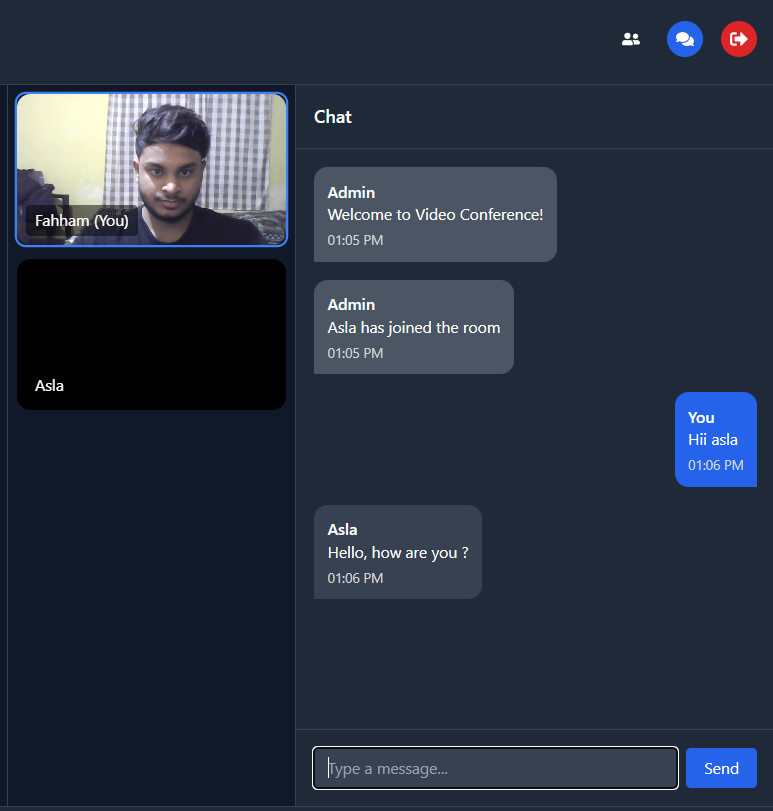 Fahham (You)
Asla
Chat
Admin
Welcome to Video Conference!
01:05 PM
Admin
Asla has joined the room
01:05 PM
You
Hii asla
01:06 PM
Asla
Hello, how are you ?
01:06 PM
Type a message...
Send